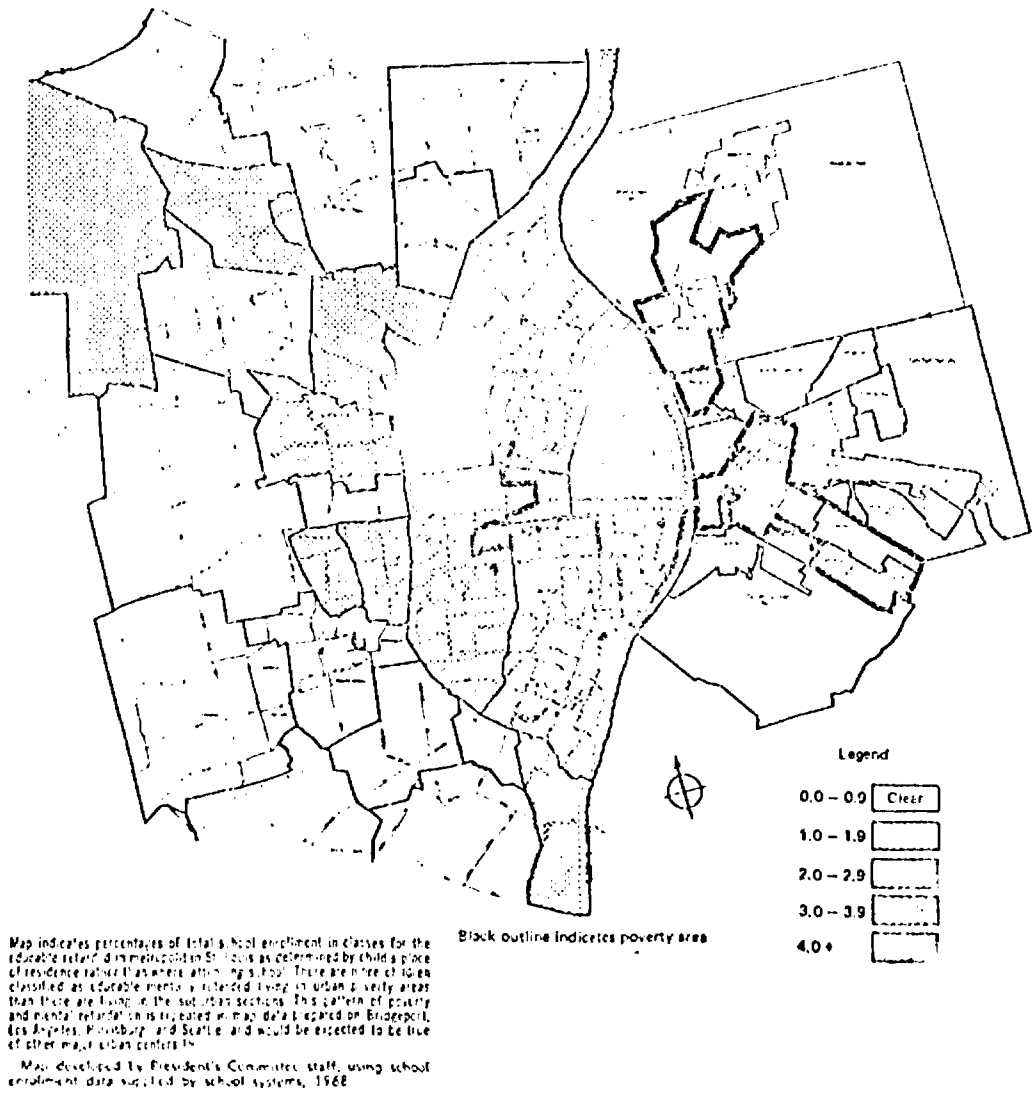 Legend
0.0 – 0.9 Clear
1.0 – 1.9
2.0 – 2.9
3.0 – 3.9
4.0 +
Black outline indicates poverty area
Map indicates percentages of total school enrollment in classes for the
educable retarded in metropolitan St. Louis as determined by child's place
of residence rather than where attending school. There are more children
classified as educable mentally retarded living in urban poverty areas
than there are living in the suburban sections. This pattern of poverty
and mental retardation is repeated in map data prepared on Bridgeport,
Los Angeles, Harrisburg, and Seattle and would be expected to be true
of other major urban centers
Map developed by President's Committee staff, using school
enrollment data supplied by school systems, 1968